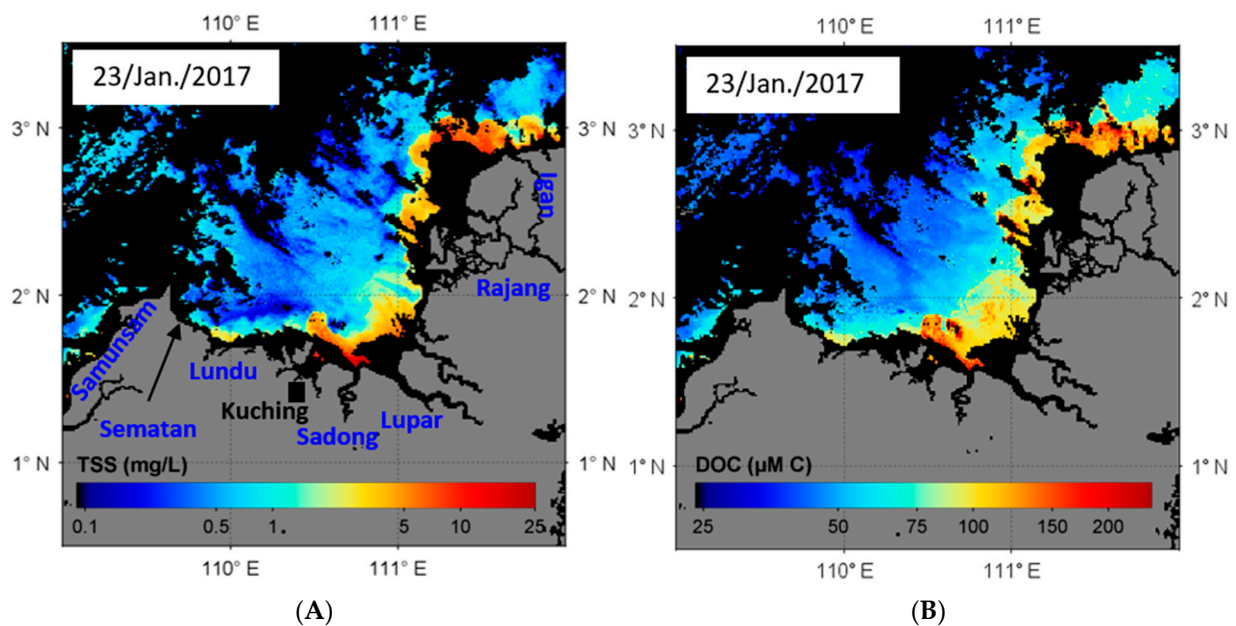 110° E 111° E
23/Jan./2017
3° N
2° N
1° N
Igan
Rajang
Samunsam
Lundu
Kuching
Sematan
Sadong
Lupar
TSS (mg/L)
0.1 0.5 1. 5 10 25
110° E 111° E
(A)
110° E 111° E
23/Jan./2017
3° N
2° N
1° N
3° N
2° N
1° N
DOC (μM C)
25 50 75 100 150 200
110° E 111° E
(B)